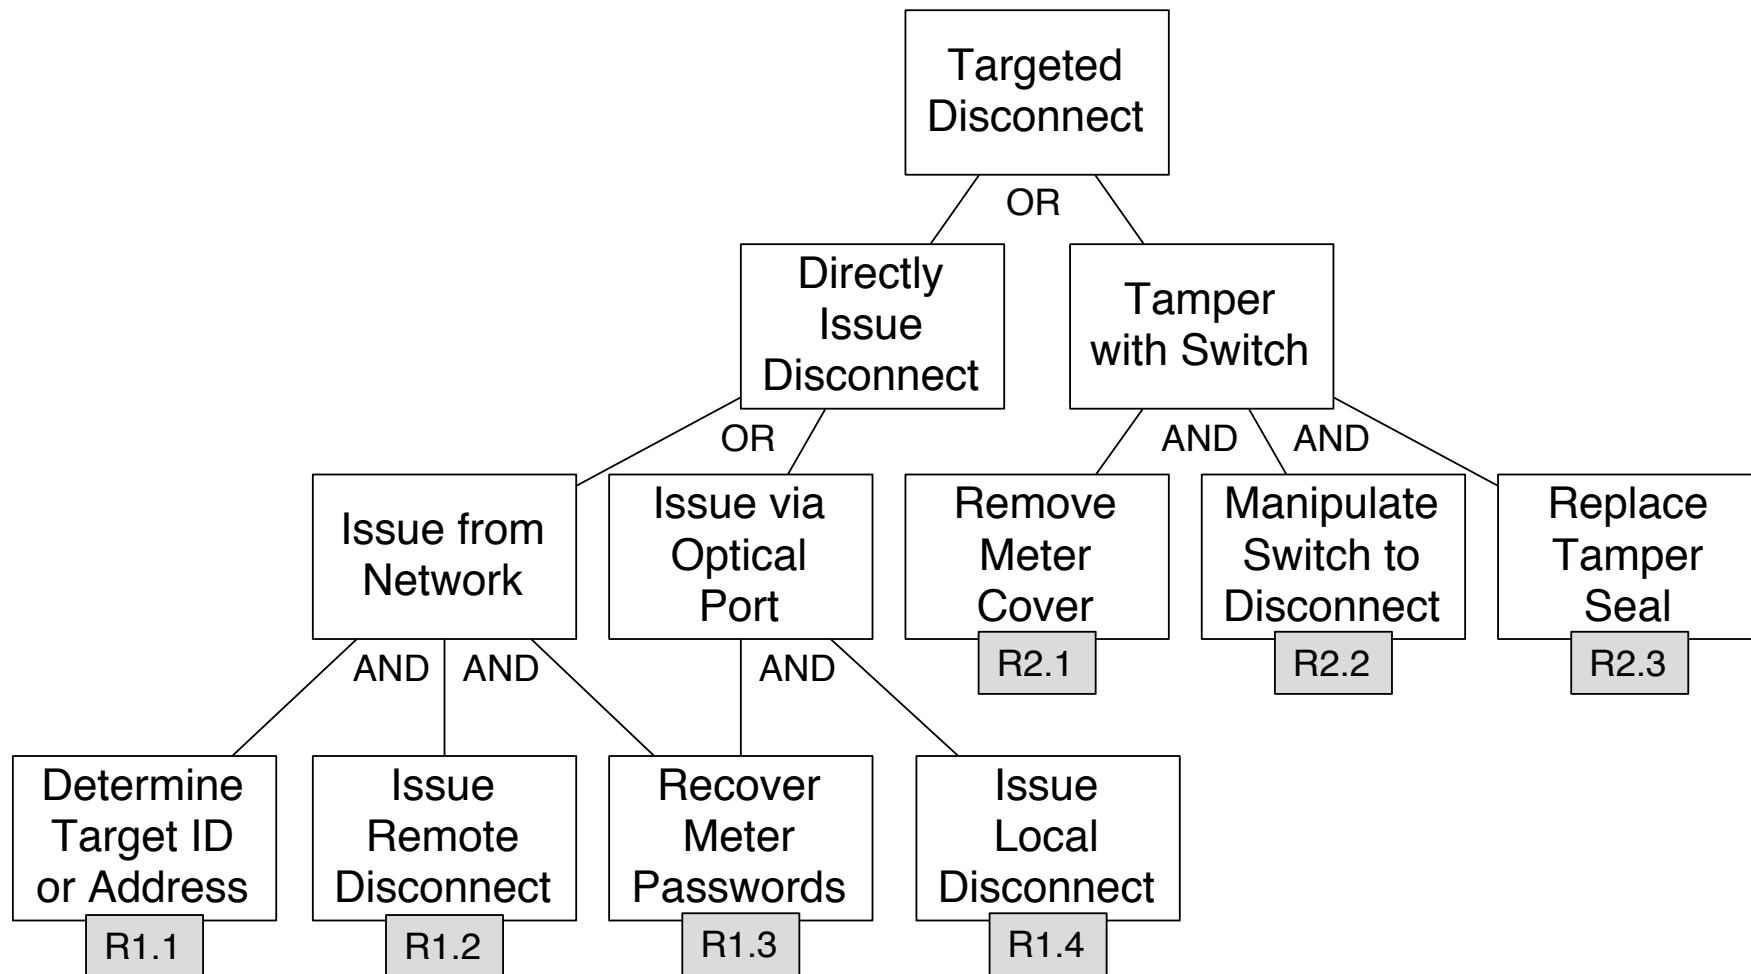 Targeted
Disconnect
OR
Directly
Issue
Disconnect
Tamper
with Switch
OR
AND
AND
Issue from
Network
Issue via
Optical
Port
Remove
Meter
Cover
R2.1
Manipulate
Switch to
Disconnect
R2.2
Replace
Tamper
Seal
R2.3
AND
AND
AND
Determine
Target ID
or Address
R1.1
Issue
Remote
Disconnect
R1.2
Recover
Meter
Passwords
R1.3
Issue
Local
Disconnect
R1.4